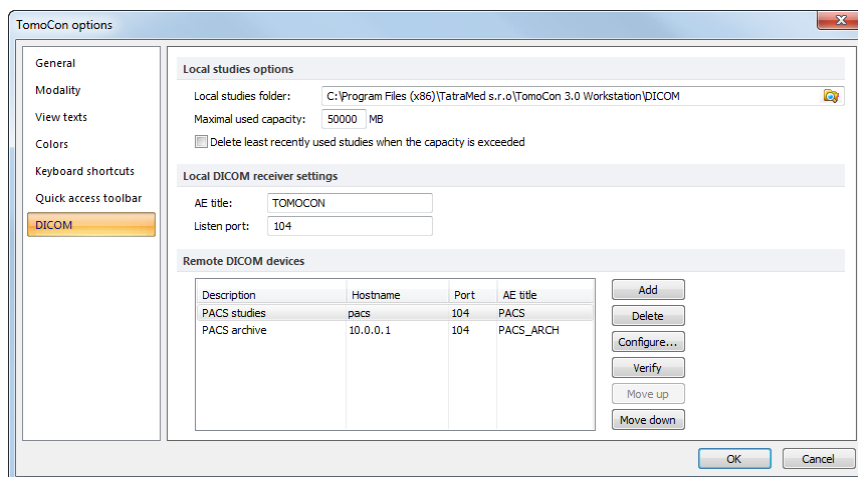 TomoCon options
General
Modality
View texts
Colors
Keyboard shortcuts
Quick access toolbar
DICOM
Local studies options
Local studies folder: C:\Program Files (x86)\TatraMed s.r.o\TomoCon 3.0 Workstation\DICOM
Maximal used capacity: 50000 MB
Delete least recently used studies when the capacity is exceeded
Local DICOM receiver settings
AE title: TOMOCON
Listen port: 104
Remote DICOM devices
Description Hostname Port AE title
PACS studies pacs 104 PACS
PACS archive 10.0.0.1 104 PACS_ARCH
Add
Delete
Configure...
Verify
Move up
Move down
OK Cancel